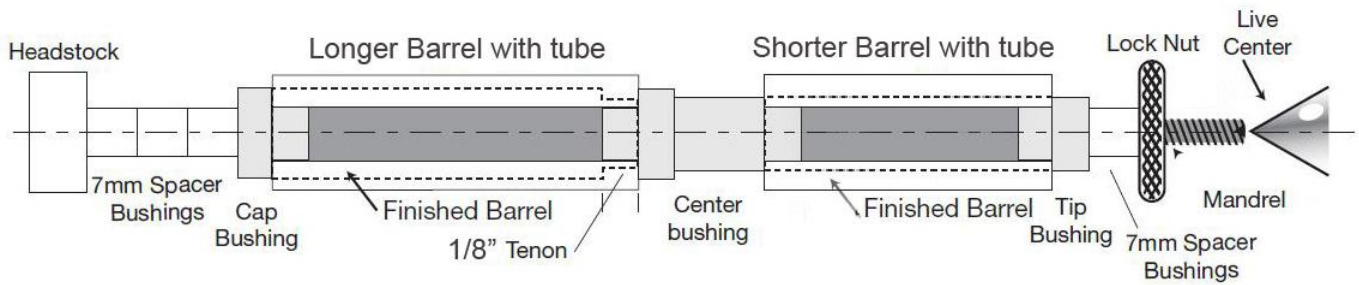 Headstock
Longer Barrel with tube
Shorter Barrel with tube
Lock Nut
Live
Center
7mm Spacer
Bushings
Cap
Bushing
Finished Barrel
1/8” Tenon
Center
bushing
Finished Barrel
Tip
Bushing
7mm Spacer
Bushings
Mandrel